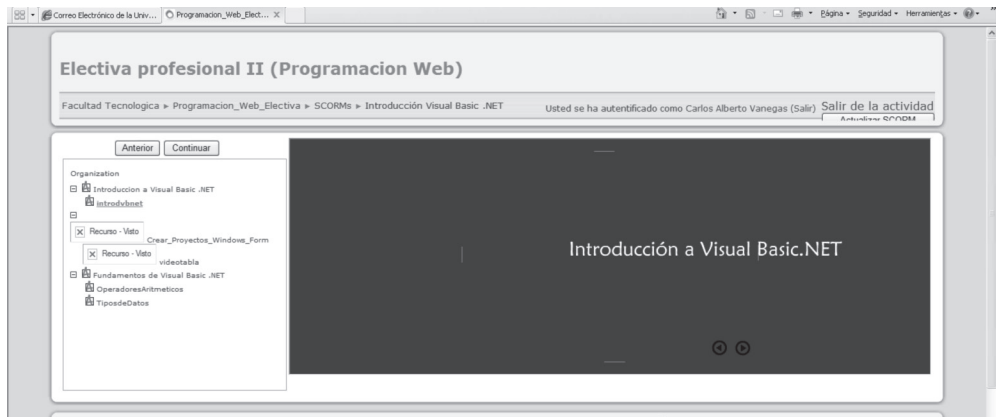 Correo Electrónico de la Univ... Programacion_Web_Elect... X Página Seguridad Herramientas
Electiva profesional II (Programacion Web)
Facultad Tecnologica ► Programacion_Web_Electiva ► SCORMs ► Introducción Visual Basic .NET
Usted se ha autentificado como Carlos Alberto Vanegas (Salir) Salir de la actividad
Actualizar SCORM
Anterior Continuar
Organization
Introduccion a Visual Basic .NET
introdvbnet
Recurso - Visto Crear_Proyectos_Windows_Form
Recurso - Visto videotabla
Fundamentos de Visual Basic .NET
OperadoresAritmeticos
TiposdeDatos
Introducción a Visual Basic.NET